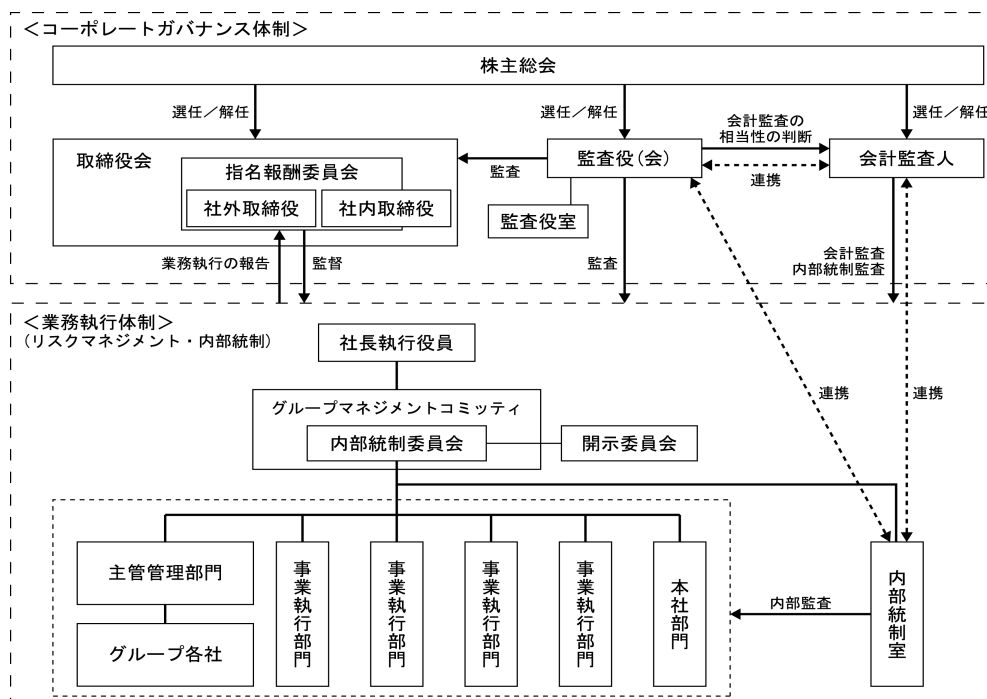 ＜コーポレートガバナンス体制＞
株主総会
選任／解任
選任／解任
選任／解任
取締役会
指名報酬委員会
社外取締役
社内取締役
監査
監査役（会）
監査役室
会計監査の
相当性の判断
連携
会計監査人
業務執行の報告
監督
監査
会計監査
内部統制監査
＜業務執行体制＞
（リスクマネジメント・内部統制）
社長執行役員
グループマネジメントコミッティ
内部統制委員会
開示委員会
連携
連携
主管管理部門
グループ各社
事業執行部門
事業執行部門
事業執行部門
事業執行部門
本社部門
内部監査
内部統制室